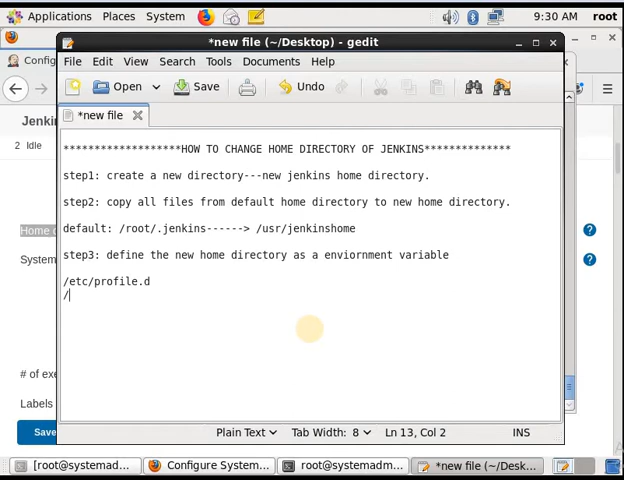 Applications Places System 9:30 AM root
*new file (~/Desktop) - gedit
Config
File Edit View Search Tools Documents Help
Open Save Undo
Jenki
*new file
2 Idle
*******************HOW TO CHANGE HOME DIRECTORY OF JENKINS*************
step1: create a new directory---new jenkins home directory.
step2: copy all files from default home directory to new home directory.
Home d
default: /root/.jenkins------> /usr/jenkinshome
System
step3: define the new home directory as a enviornment variable
/etc/profile.d
/
# of exe
Labels
Save
Plain Text Tab Width: 8 Ln 13, Col 2 INS
[root@systemad... Configure System... root@systemadm... *new file (~/Desk...